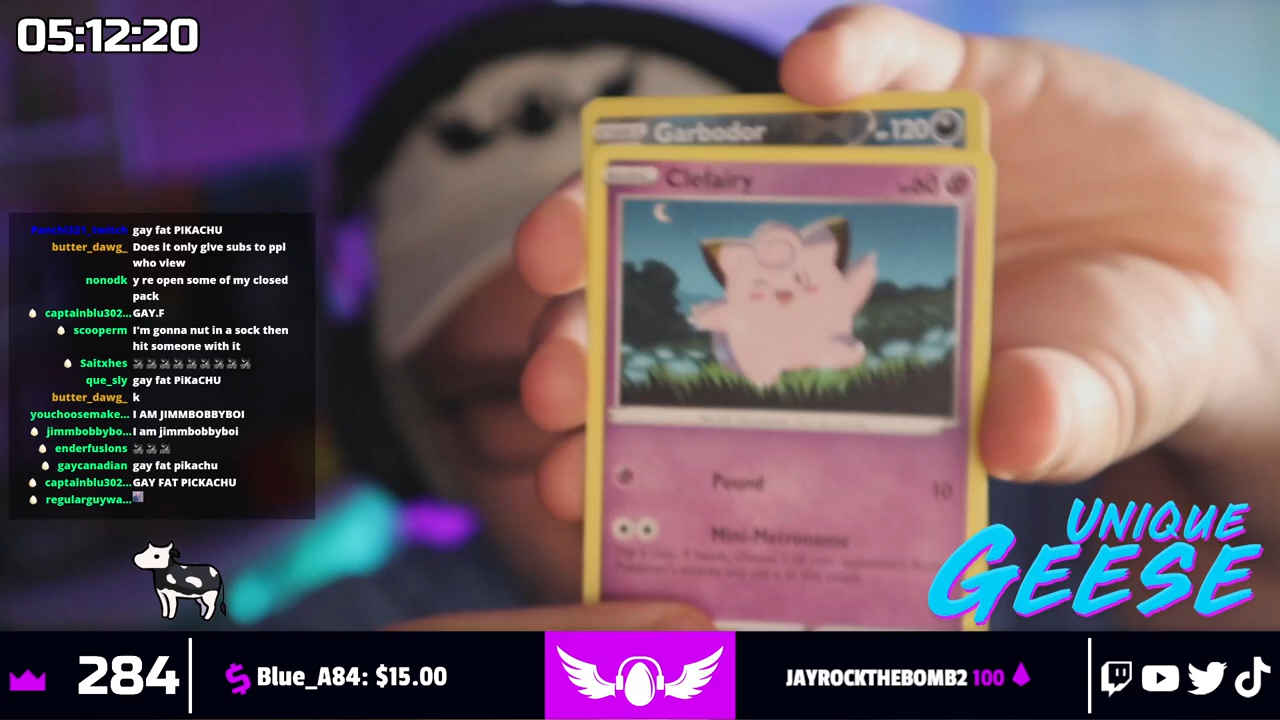 05:12:20
Garbodor
120
Clefairy
60
gay fat PIKACHU
butter_dawg_ Does it only give subs to ppl
who view
nonodk y re open some of my closed
pack
captainblu302... GAY.F
scooperm I'm gonna nut in a sock then
hit someone with it
Saitxhes
que_sly gay fat PiKaCHU
butter_dawg_ k
youchoosemake... I AM JIMMBOBBYBOI
jimmbobbybo... I am jimmbobbyboi
enderfusions
gaycanadian gay fat pikachu
captainblu302... GAY FAT PICKACHU
regularguywa...
Pound 10
Mini-Metronome
UNIQUE
GEESE
284
$ Blue_A84: $15.00
JAYROCKTHEBOMB2 100